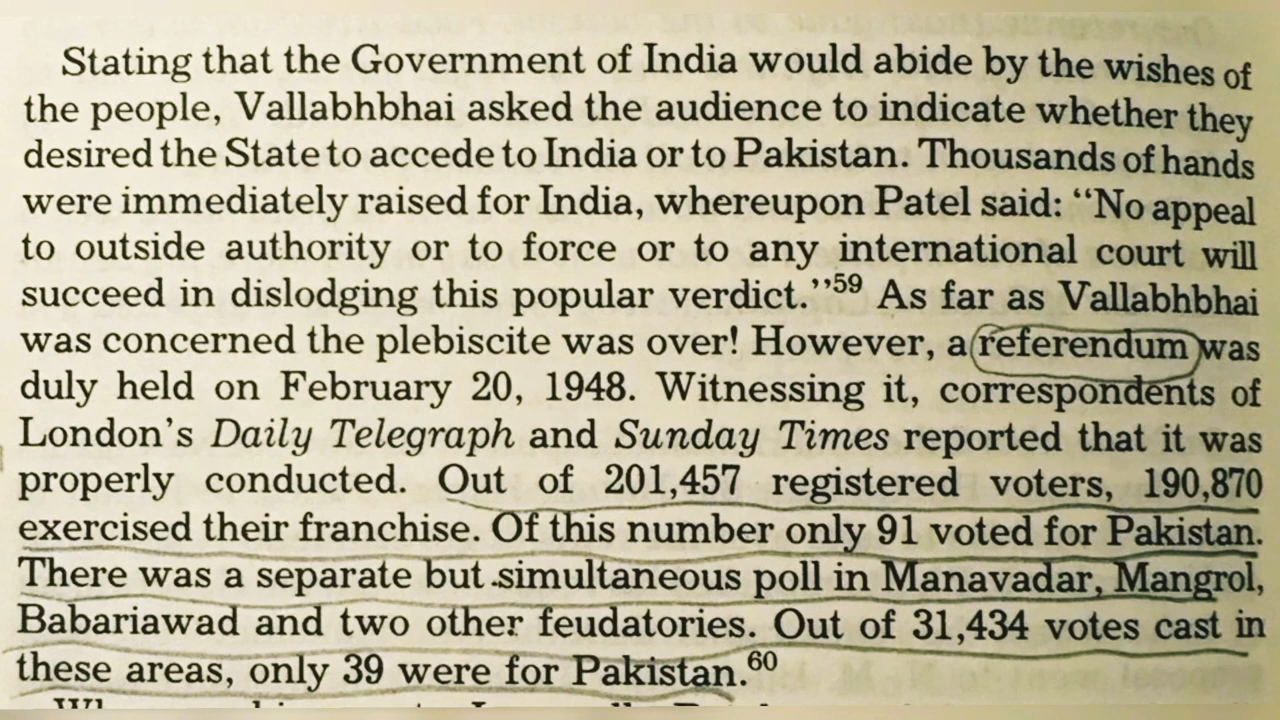 Stating that the Government of India would abide by the wishes of
the people, Vallabhbhai asked the audience to indicate whether they
desired the State to accede to India or to Pakistan. Thousands of hands
were immediately raised for India, whereupon Patel said: “No appeal
to outside authority or to force or to any international court will
succeed in dislodging this popular verdict.”59 As far as Vallabhbhai
was concerned the plebiscite was over! However, a referendum was
duly held on February 20, 1948. Witnessing it, correspondents of
London’s Daily Telegraph and Sunday Times reported that it was
properly conducted. Out of 201,457 registered voters, 190,870
exercised their franchise. Of this number only 91 voted for Pakistan.
There was a separate but simultaneous poll in Manavadar, Mangrol,
Babariawad and two other feudatories. Out of 31,434 votes cast in
these areas, only 39 were for Pakistan.60